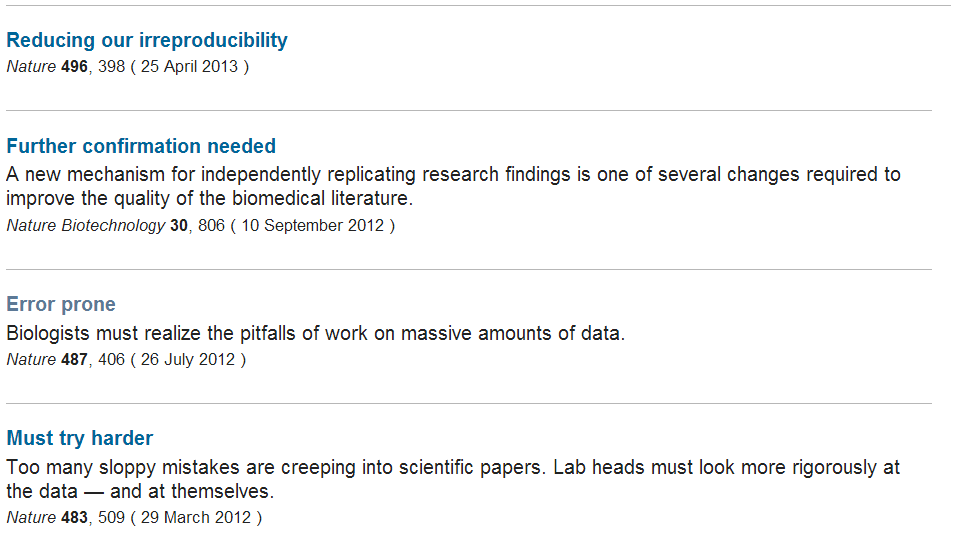 Reducing our irreproducibility
Nature 496, 398 ( 25 April 2013 )
Further confirmation needed
A new mechanism for independently replicating research findings is one of several changes required to
improve the quality of the biomedical literature.
Nature Biotechnology 30, 806 ( 10 September 2012 )
Error prone
Biologists must realize the pitfalls of work on massive amounts of data.
Nature 487, 406 ( 26 July 2012 )
Must try harder
Too many sloppy mistakes are creeping into scientific papers. Lab heads must look more rigorously at
the data — and at themselves.
Nature 483, 509 ( 29 March 2012 )